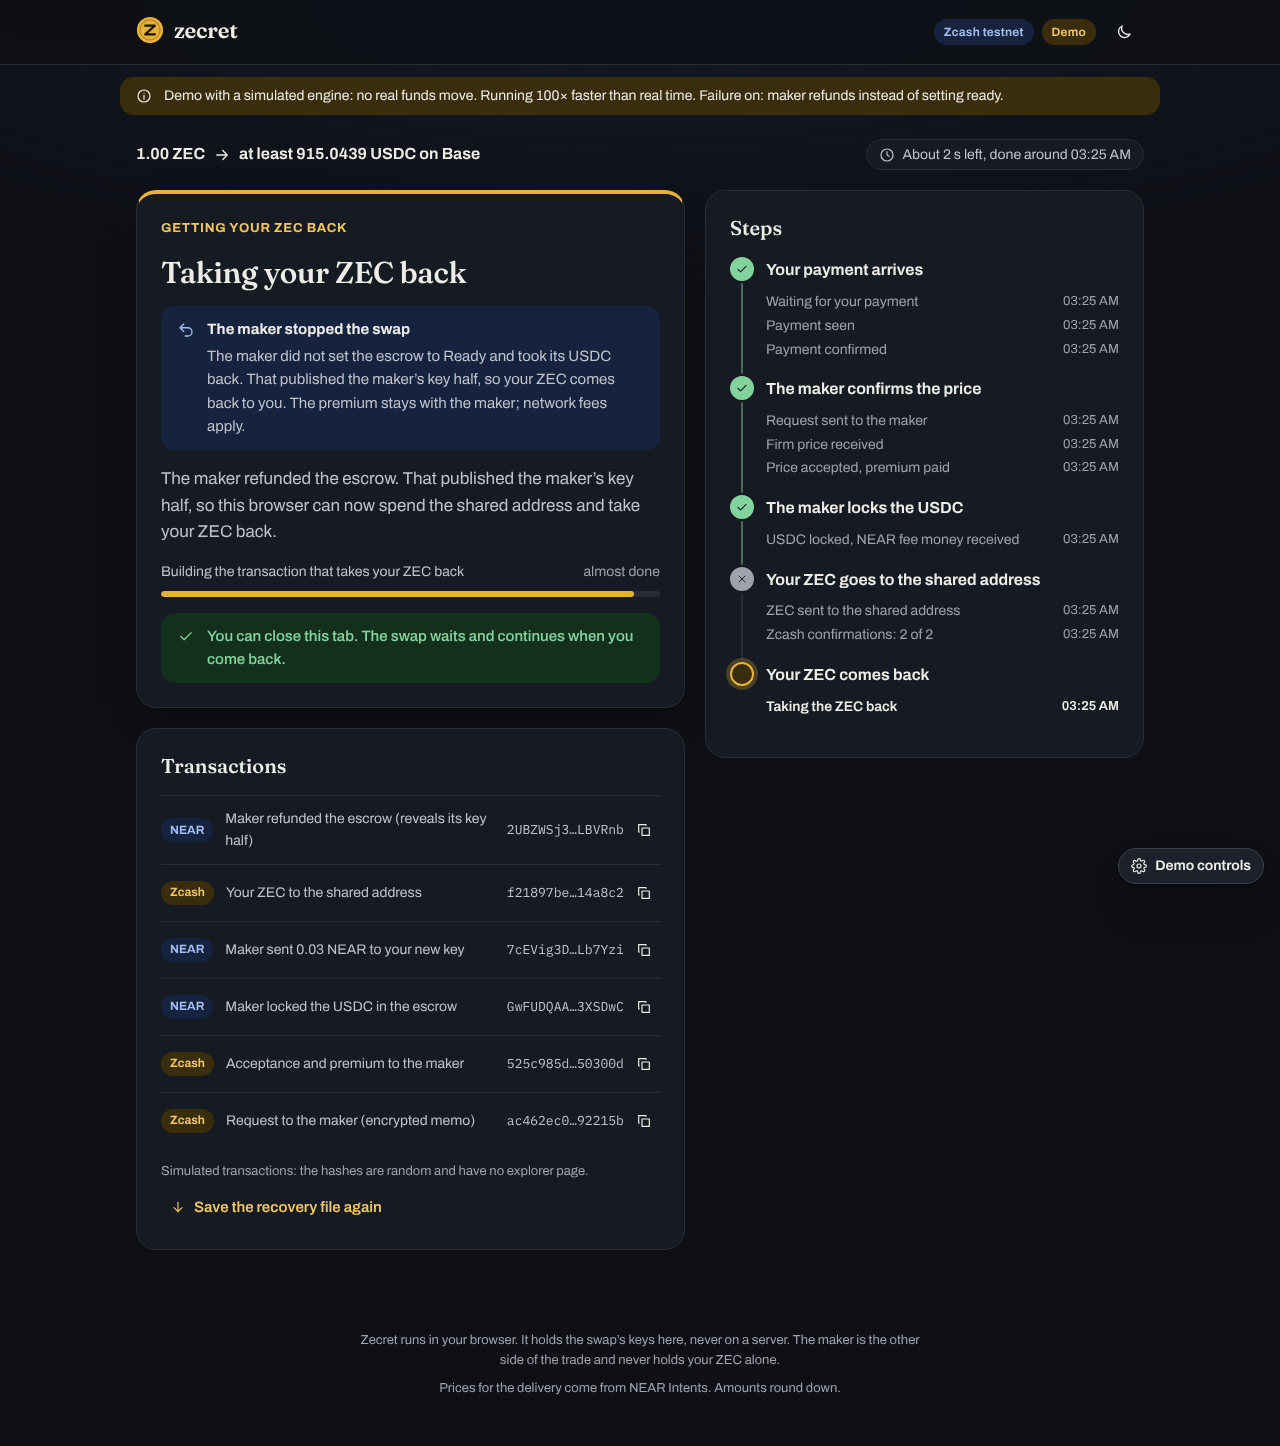 zecret
Zcash testnet
Demo
Demo with a simulated engine: no real funds move. Running 100× faster than real time. Failure on: maker refunds instead of setting ready.
1.00 ZEC → at least 915.0439 USDC on Base
About 2 s left, done around 03:25 AM
GETTING YOUR ZEC BACK
Taking your ZEC back
The maker stopped the swap
The maker did not set the escrow to Ready and took its USDC
back. That published the maker’s key half, so your ZEC comes
back to you. The premium stays with the maker; network fees
apply.
The maker refunded the escrow. That published the maker’s key
half, so this browser can now spend the shared address and take
your ZEC back.
Building the transaction that takes your ZEC back almost done
You can close this tab. The swap waits and continues when you
come back.
Steps
Your payment arrives
Waiting for your payment 03:25 AM
Payment seen 03:25 AM
Payment confirmed 03:25 AM
The maker confirms the price
Request sent to the maker 03:25 AM
Firm price received 03:25 AM
Price accepted, premium paid 03:25 AM
The maker locks the USDC
USDC locked, NEAR fee money received 03:25 AM
Your ZEC goes to the shared address
ZEC sent to the shared address 03:25 AM
Zcash confirmations: 2 of 2 03:25 AM
Your ZEC comes back
Taking the ZEC back 03:25 AM
Transactions
NEAR Maker refunded the escrow (reveals its key
half) 2UBZWSj3…LBVRnb
Zcash Your ZEC to the shared address f21897be…14a8c2
NEAR Maker sent 0.03 NEAR to your new key 7cEVig3D…Lb7Yzi
NEAR Maker locked the USDC in the escrow GwFUDQAA…3XSDwC
Zcash Acceptance and premium to the maker 525c985d…50300d
Zcash Request to the maker (encrypted memo) ac462ec0…92215b
Simulated transactions: the hashes are random and have no explorer page.
Save the recovery file again
Demo controls
Zecret runs in your browser. It holds the swap’s keys here, never on a server. The maker is the other
side of the trade and never holds your ZEC alone.
Prices for the delivery come from NEAR Intents. Amounts round down.